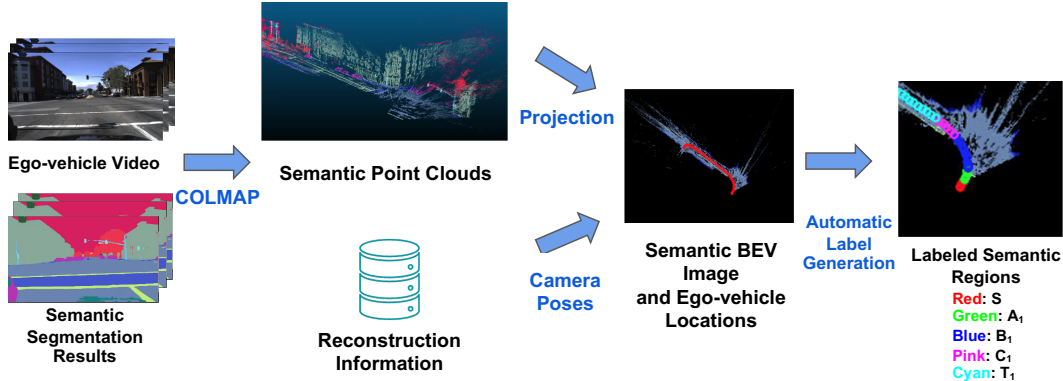 Ego-vehicle Video
Semantic
Segmentation
Results
COLMAP
Semantic Point Clouds
Reconstruction
Information
Projection
Camera
Poses
Semantic BEV
Image
and Ego-vehicle
Locations
Automatic
Label
Generation
Labeled Semantic
Regions
Red: S
Green: A₁
Blue: B₁
Pink: C₁
Cyan: T₁